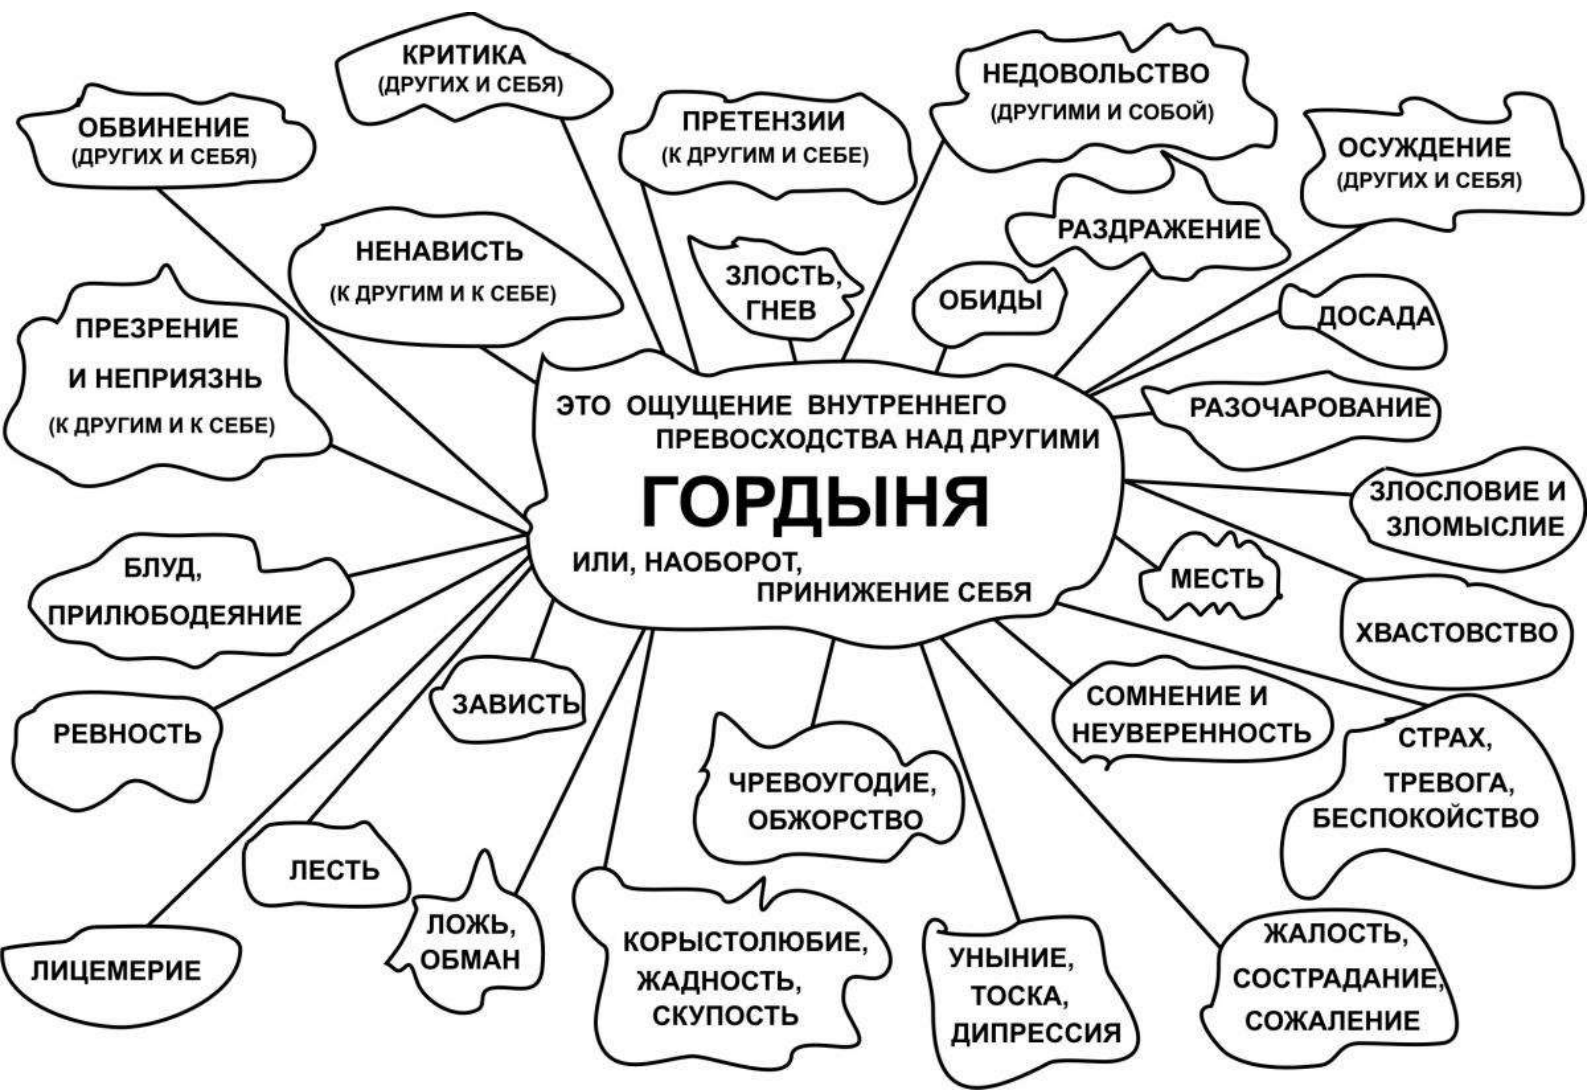 КРИТИКА
(ДРУГИХ И СЕБЯ)
ОБВИНЕНИЕ
(ДРУГИХ И СЕБЯ)
ПРЕТЕНЗИИ
(К ДРУГИМ И СЕБЕ)
НЕДОВОЛЬСТВО
(ДРУГИМИ И СОБОЙ)
ОСУЖДЕНИЕ
(ДРУГИХ И СЕБЯ)
НЕНАВИСТЬ
(К ДРУГИМ И К СЕБЕ)
ЗЛОСТЬ,
ГНЕВ
ОБИДЫ
РАЗДРАЖЕНИЕ
ДОСАДА
ПРЕЗРЕНИЕ
И НЕПРИЯЗНЬ
(К ДРУГИМ И К СЕБЕ)
РАЗОЧАРОВАНИЕ
ЭТО ОЩУЩЕНИЕ ВНУТРЕННЕГО
ПРЕВОСХОДСТВА НАД ДРУГИМИ
ГОРДЫНЯ
ИЛИ, НАОБОРОТ,
ПРИНИЖЕНИЕ СЕБЯ
ЗЛОСЛОВИЕ И
ЗЛОМЫСЛИЕ
БЛУД,
ПРИЛЮБОДЕЯНИЕ
МЕСТЬ
ХВАСТОВСТВО
РЕВНОСТЬ
ЗАВИСТЬ
СОМНЕНИЕ И
НЕУВЕРЕННОСТЬ
СТРАХ,
ТРЕВОГА,
БЕСПОКОЙСТВО
ЧРЕВОУГОДИЕ,
ОБЖОРСТВО
ЛЕСТЬ
ЛИЦЕМЕРИЕ
ЛОЖЬ,
ОБМАН
КОРЫСТОЛЮБИЕ,
ЖАДНОСТЬ,
СКУПОСТЬ
УНЫНИЕ,
ТОСКА,
ДИПРЕССИЯ
ЖАЛОСТЬ,
СОСТРАДАНИЕ,
СОЖАЛЕНИЕ